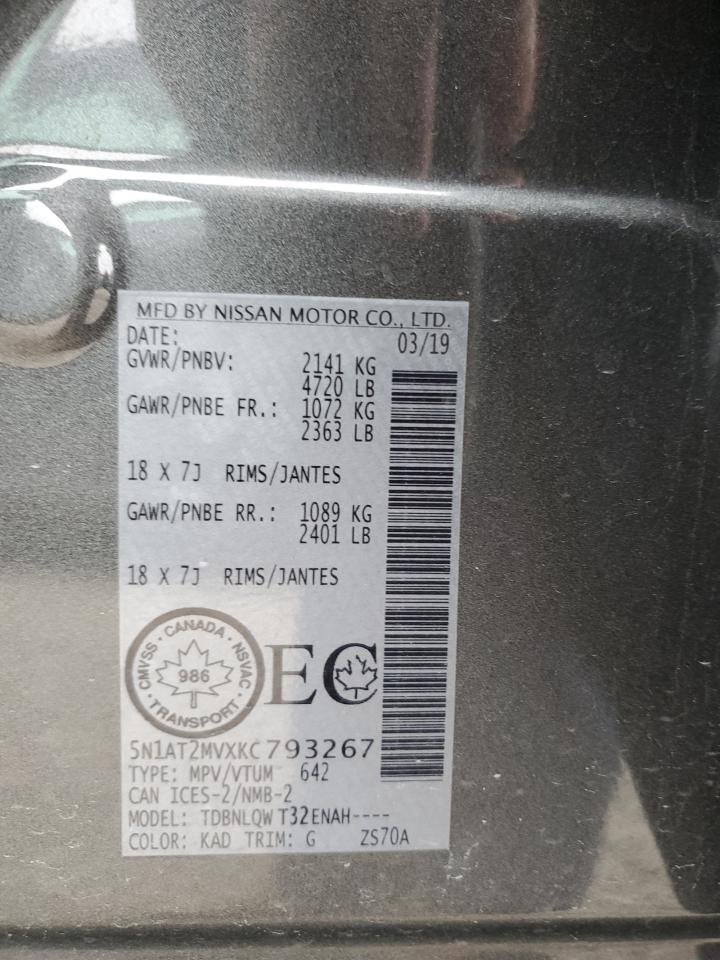 MFD BY NISSAN MOTOR CO., LTD.
DATE: 03/19
GVWR/PNBV: 2141 KG
4720 LB
GAWR/PNBE FR.: 1072 KG
2363 LB
18 X 7J RIMS/JANTES
GAWR/PNBE RR.: 1089 KG
2401 LB
18 X 7J RIMS/JANTES
CMVSS · CANADA · NSVAC · TRANSPORT ·
986
EC
5N1AT2MVXKC793267
TYPE: MPV/VTUM 642
CAN ICES-2/NMB-2
MODEL: TDBNLQW T32ENAH----
COLOR: KAD TRIM: G ZS70A